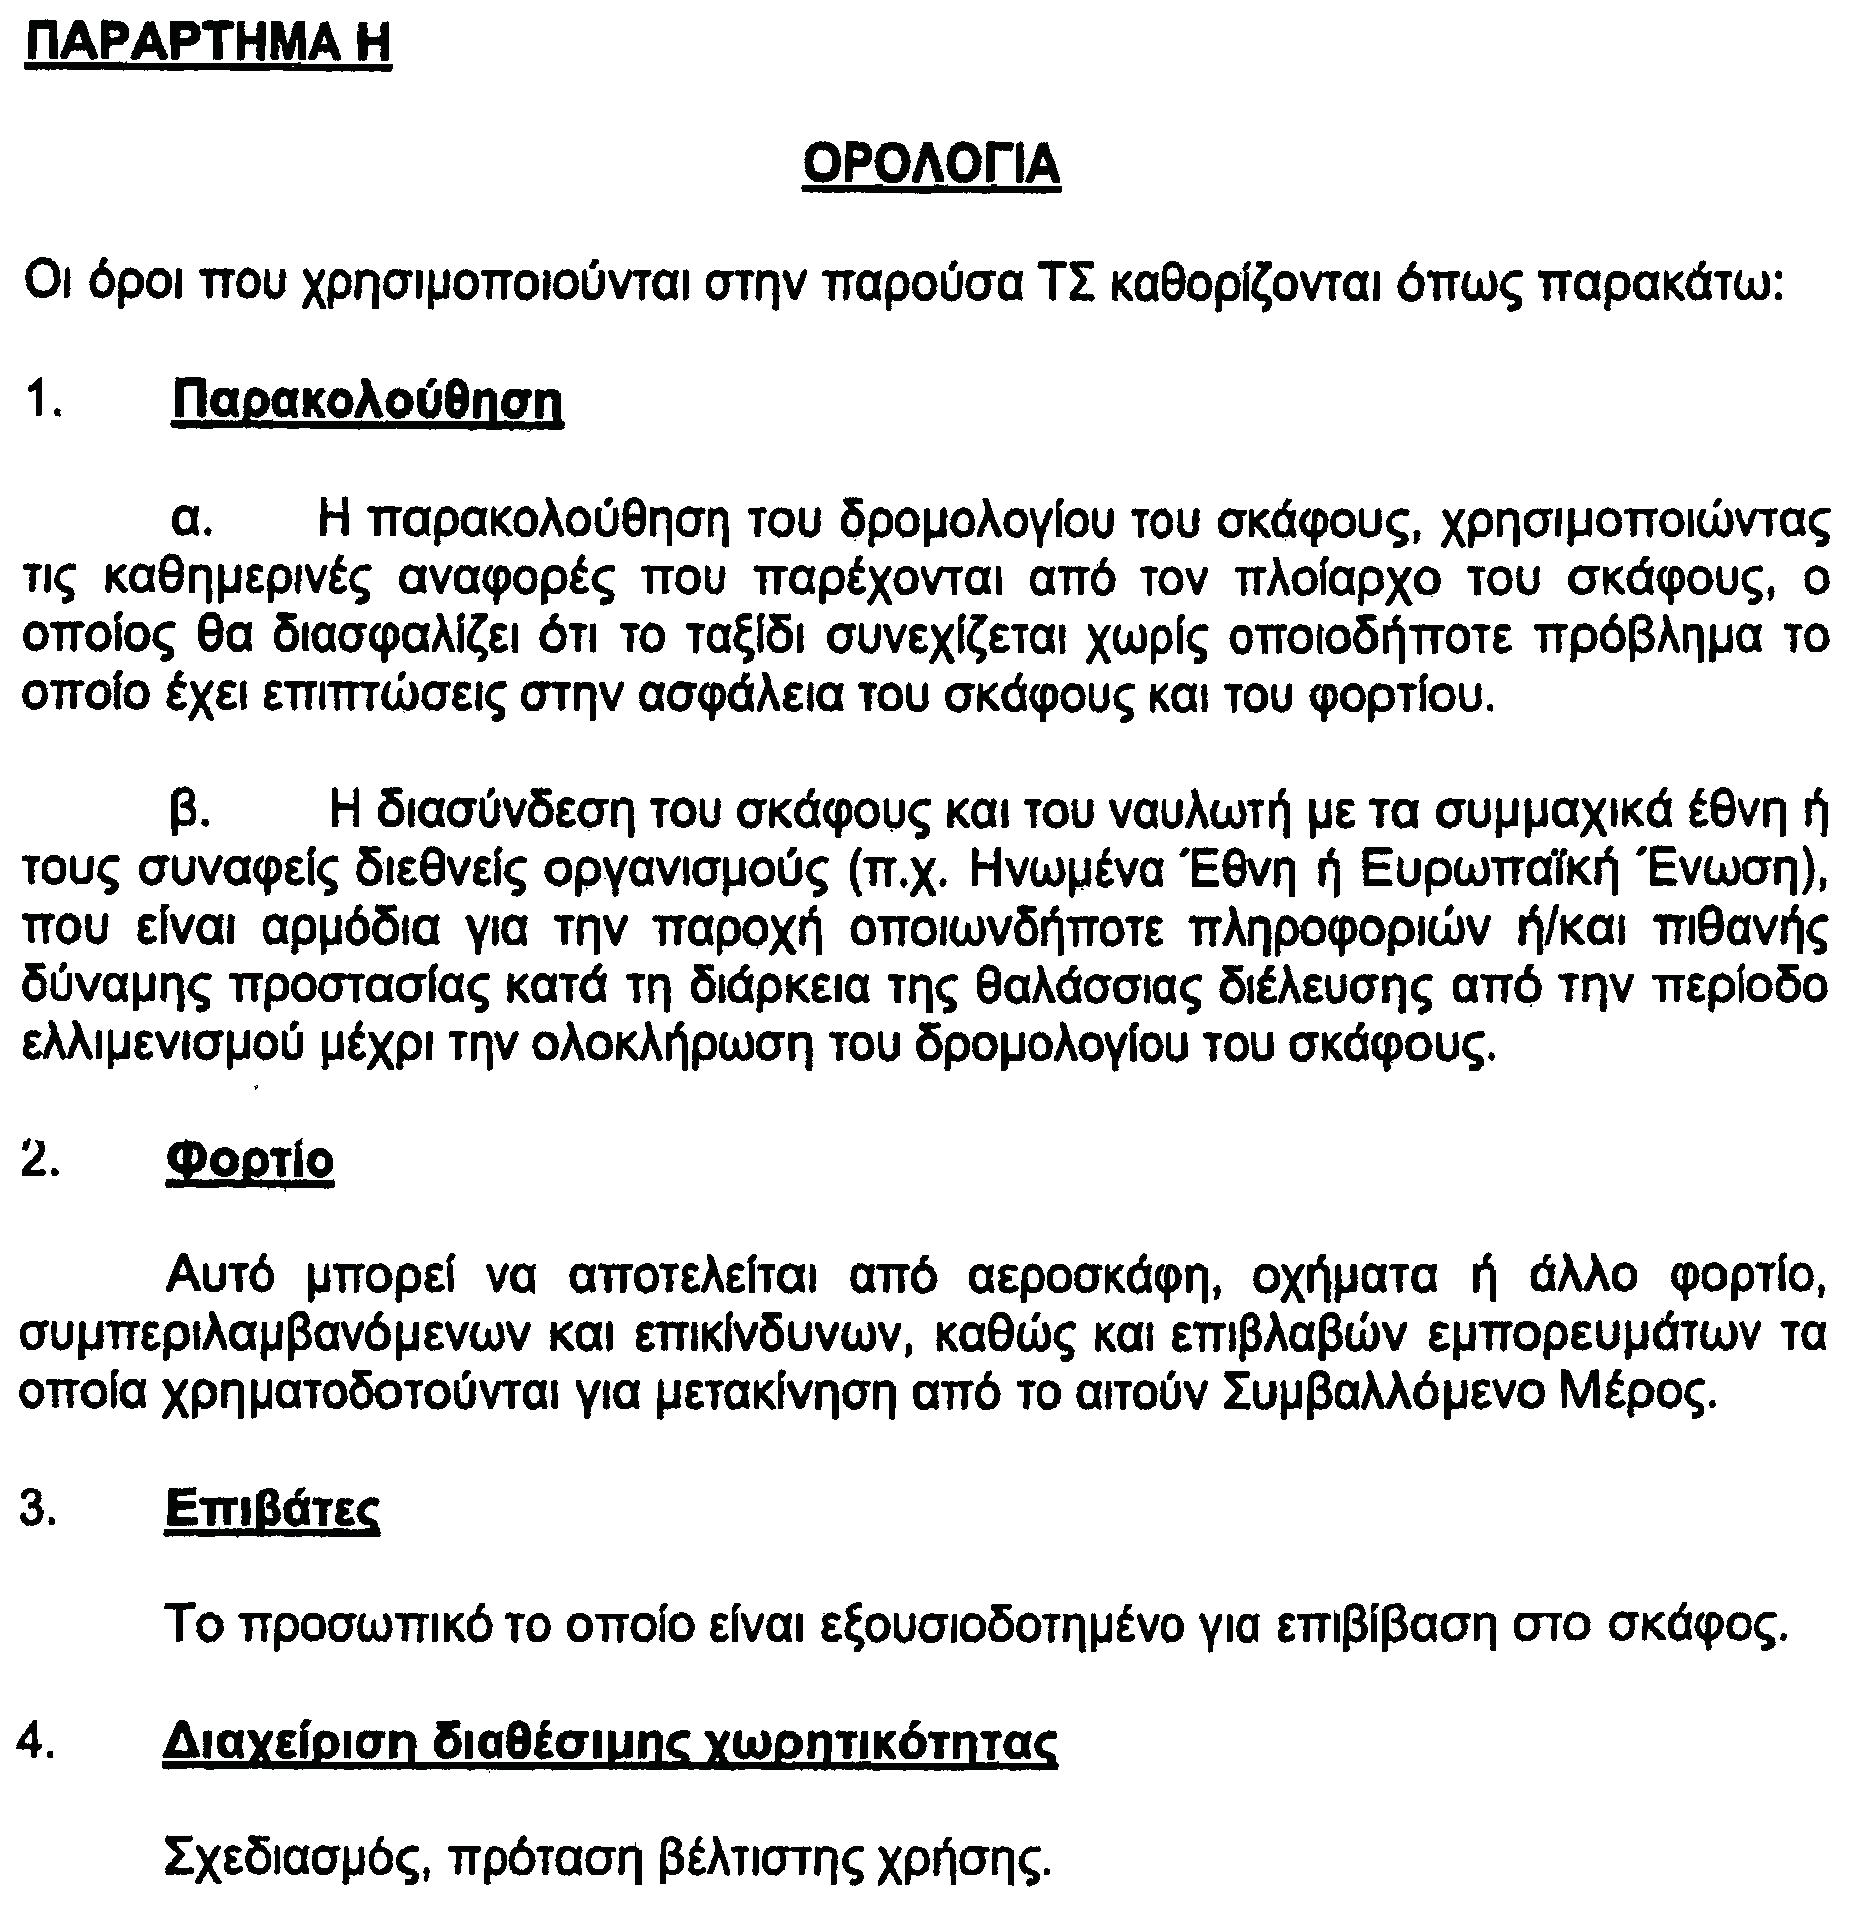 ΠΑΡΑΡΤΗΜΑ Η
ΟΡΟΛΟΓΙΑ
Οι όροι που χρησιμοποιούνται στην παρούσα ΤΣ καθορίζονται όπως παρακάτω:
1. Παρακολούθηση
α. Η παρακολούθηση του δρομολογίου του σκάφους, χρησιμοποιώντας
τις καθημερινές αναφορές που παρέχονται από τον πλοίαρχο του σκάφους, ο
οποίος θα διασφαλίζει ότι το ταξίδι συνεχίζεται χωρίς οποιοδήποτε πρόβλημα το
οποίο έχει επιπτώσεις στην ασφάλεια του σκάφους και του φορτίου.
β. Η διασύνδεση του σκάφους και του ναυλωτή με τα συμμαχικά έθνη ή
τους συναφείς διεθνείς οργανισμούς (π.χ. Ηνωμένα Έθνη ή Ευρωπαϊκή Ένωση),
που είναι αρμόδια για την παροχή οποιωνδήποτε πληροφοριών ή/και πιθανής
δύναμης προστασίας κατά τη διάρκεια της θαλάσσιας διέλευσης από την περίοδο
ελλιμενισμού μέχρι την ολοκλήρωση του δρομολογίου του σκάφους.
2. Φορτίο
Αυτό μπορεί να αποτελείται από αεροσκάφη, οχήματα ή άλλο φορτίο,
συμπεριλαμβανόμενων και επικίνδυνων, καθώς και επιβλαβών εμπορευμάτων τα
οποία χρηματοδοτούνται για μετακίνηση από το αιτούν Συμβαλλόμενο Μέρος.
3. Επιβάτες
Το προσωπικό το οποίο είναι εξουσιοδοτημένο για επιβίβαση στο σκάφος.
4. Διαχείριση διαθέσιμης χωρητικότητας
Σχεδιασμός, πρόταση βέλτιστης χρήσης.